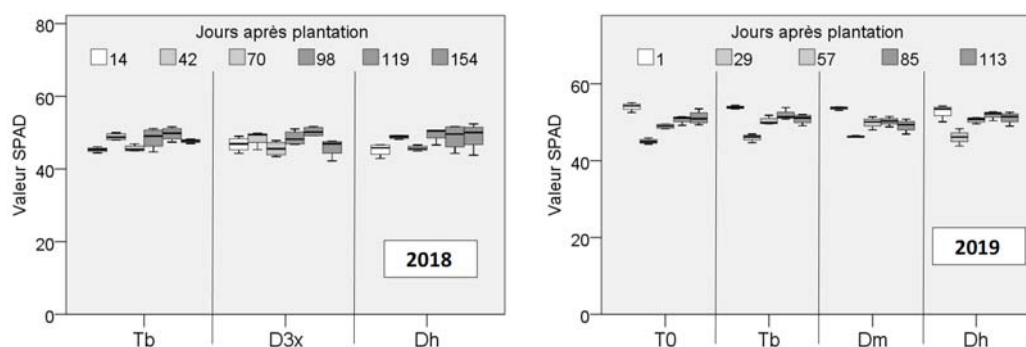 Jours après plantation
14 42 70 98 119 154
Valeur SPAD
80
60
40
20
0
2018
Tb D3x Dh
Jours après plantation
1 29 57 85 113
Valeur SPAD
60
40
20
0
2019
T0 Tb Dm Dh